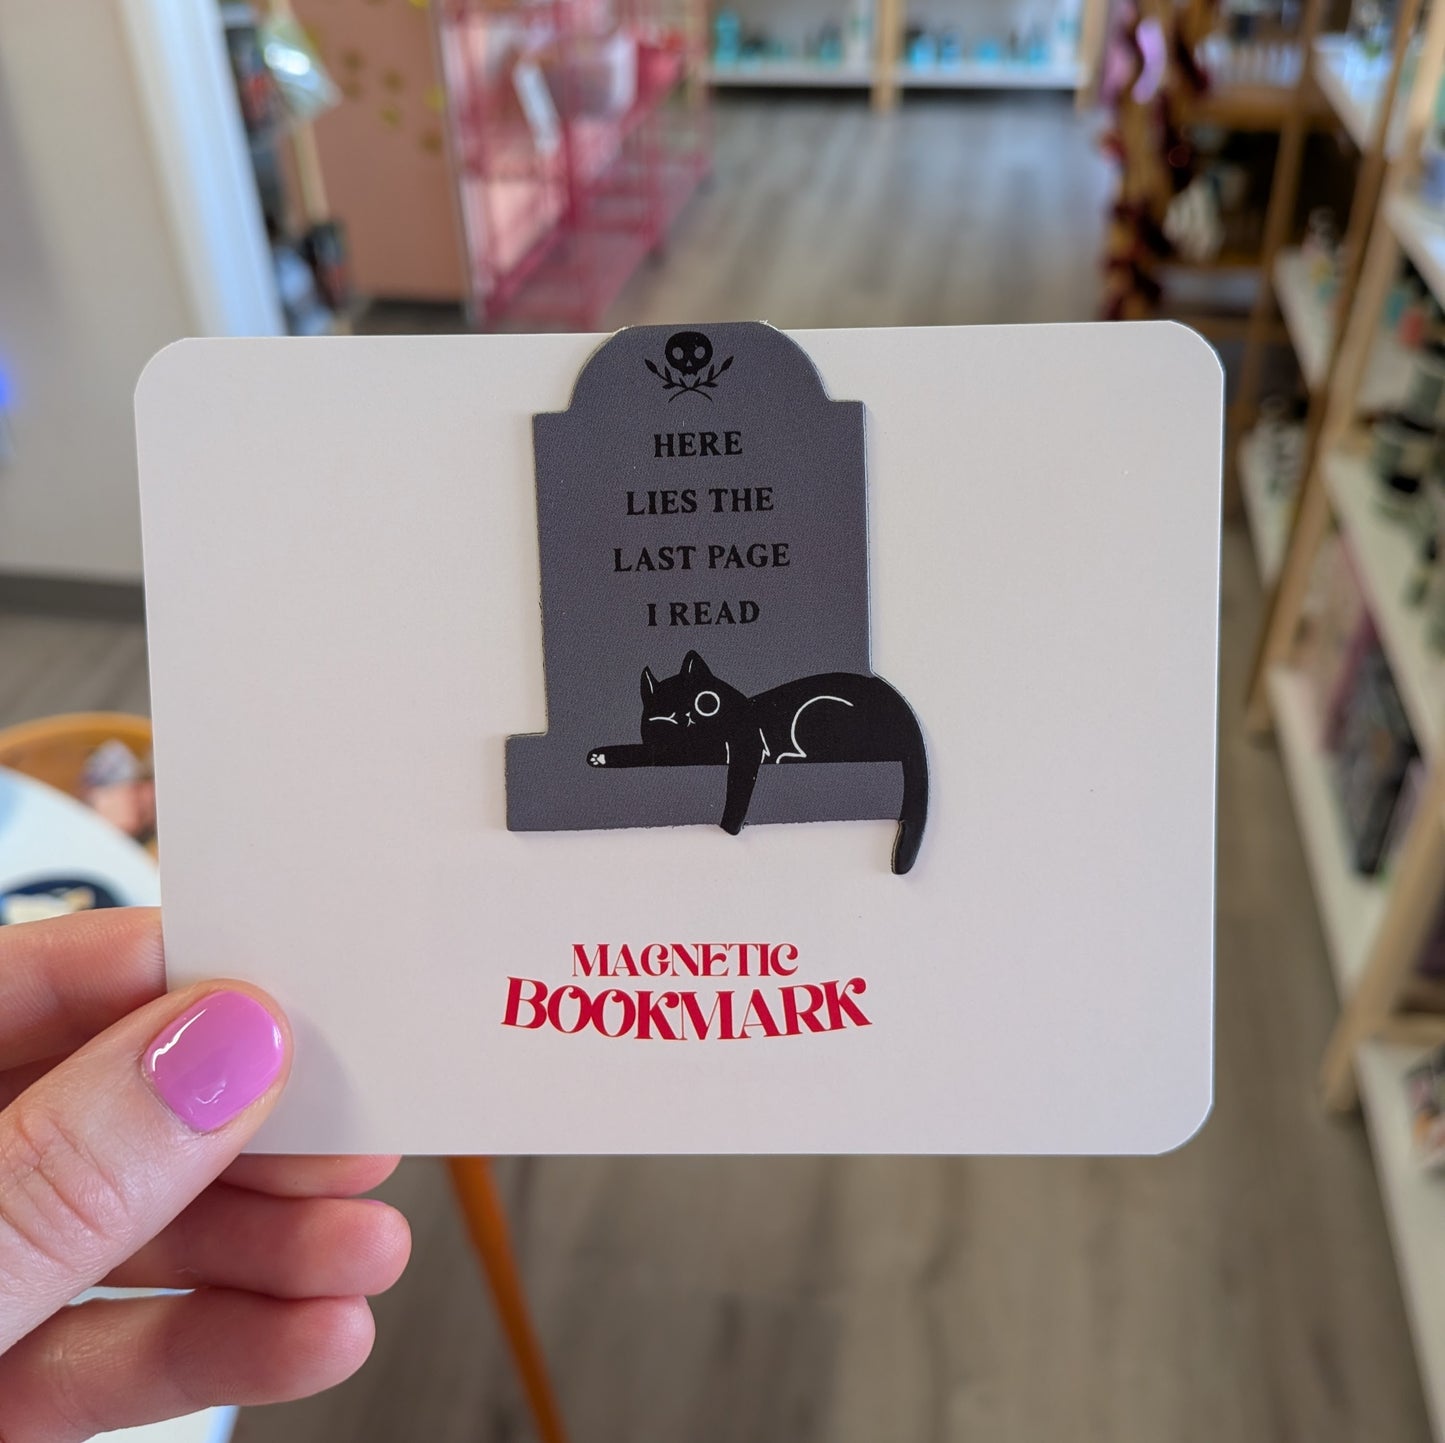 HERE
LIES THE
LAST PAGE
I READ
MAGNETIC
BOOKMARK